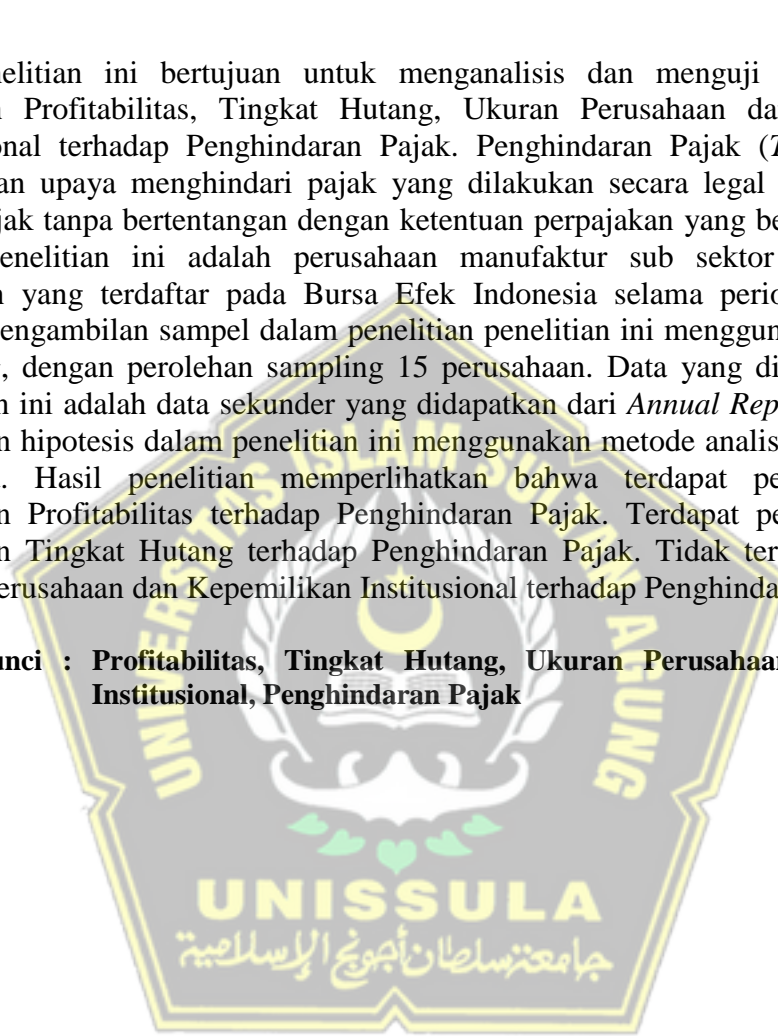 nelitian ini bertujuan untuk menganalisis dan menguji
Profitabilitas, Tingkat Hutang, Ukuran Perusahaan da
onal terhadap Penghindaran Pajak. Penghindaran Pajak (T
an upaya menghindari pajak yang dilakukan secara legal
jak tanpa bertentangan dengan ketentuan perpajakan yang be
enelitian ini adalah perusahaan manufaktur sub sektor
n yang terdaftar pada Bursa Efek Indonesia selama perio
engambilan sampel dalam penelitian penelitian ini menggun
, dengan perolehan sampling 15 perusahaan. Data yang di
n ini adalah data sekunder yang didapatkan dari Annual Rep
n hipotesis dalam penelitian ini menggunakan metode analis
. Hasil penelitian memperlihatkan bahwa terdapat pe
n Profitabilitas terhadap Penghindaran Pajak. Terdapat pe
n Tingkat Hutang terhadap Penghindaran Pajak. Tidak ter
erusahaan dan Kepemilikan Institusional terhadap Penghinda
unci : Profitabilitas, Tingkat Hutang, Ukuran Perusahaan
Institusional, Penghindaran Pajak
UNIVERSITAS ISLAM SULTAN AGUNG
UNISSULA
جامعنسلطان أجونج الإسلامية